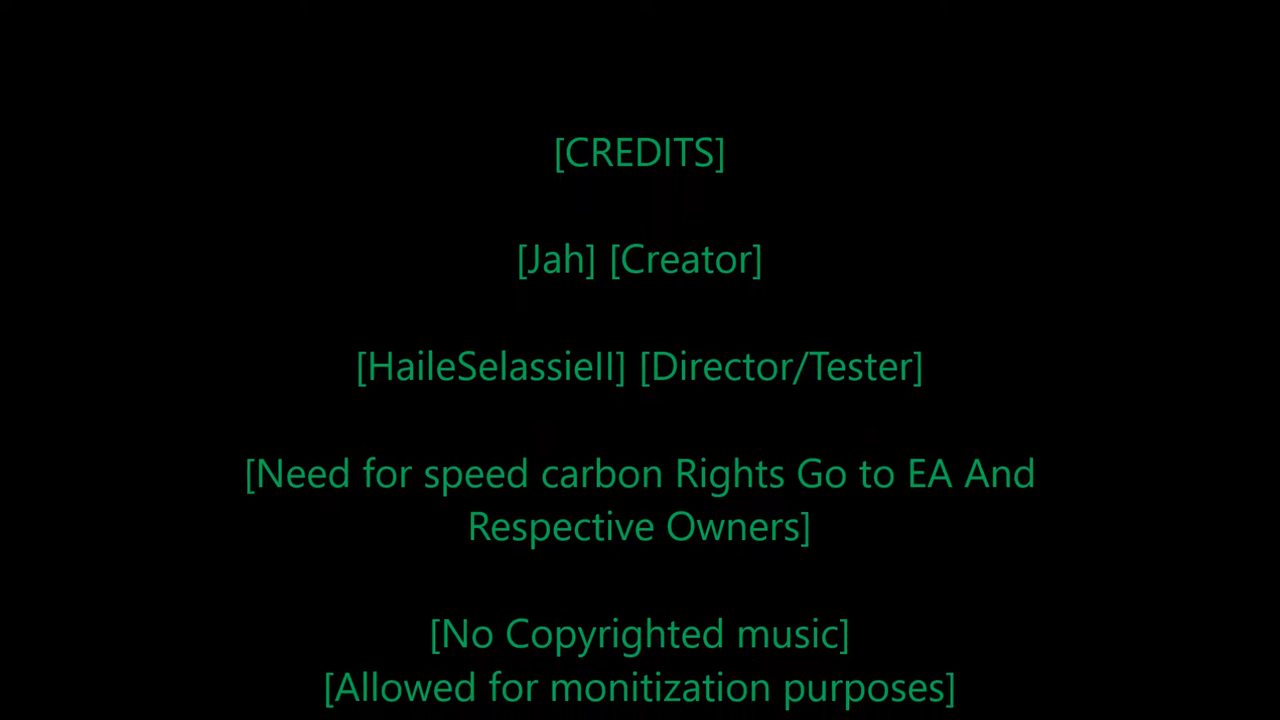 [CREDITS]
[Jah] [Creator]
[HaileSelassieII] [Director/Tester]
[Need for speed carbon Rights Go to EA And
Respective Owners]
[No Copyrighted music]
[Allowed for monitization purposes]